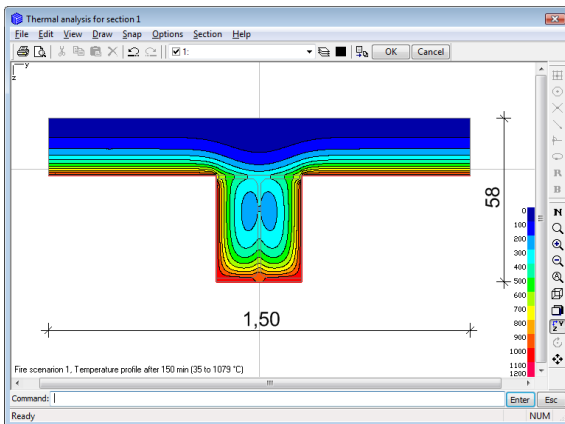 Thermal analysis for section 1
File Edit View Draw Snap Options Section Help
1: OK Cancel
y
z
58
1,50
0
100
200
300
400
500
600
700
800
900
1000
1100
1200
R
B
N
Fire scenarion 1, Temperature profile after 150 min (35 to 1079 °C)
Command: Enter Esc
Ready NUM